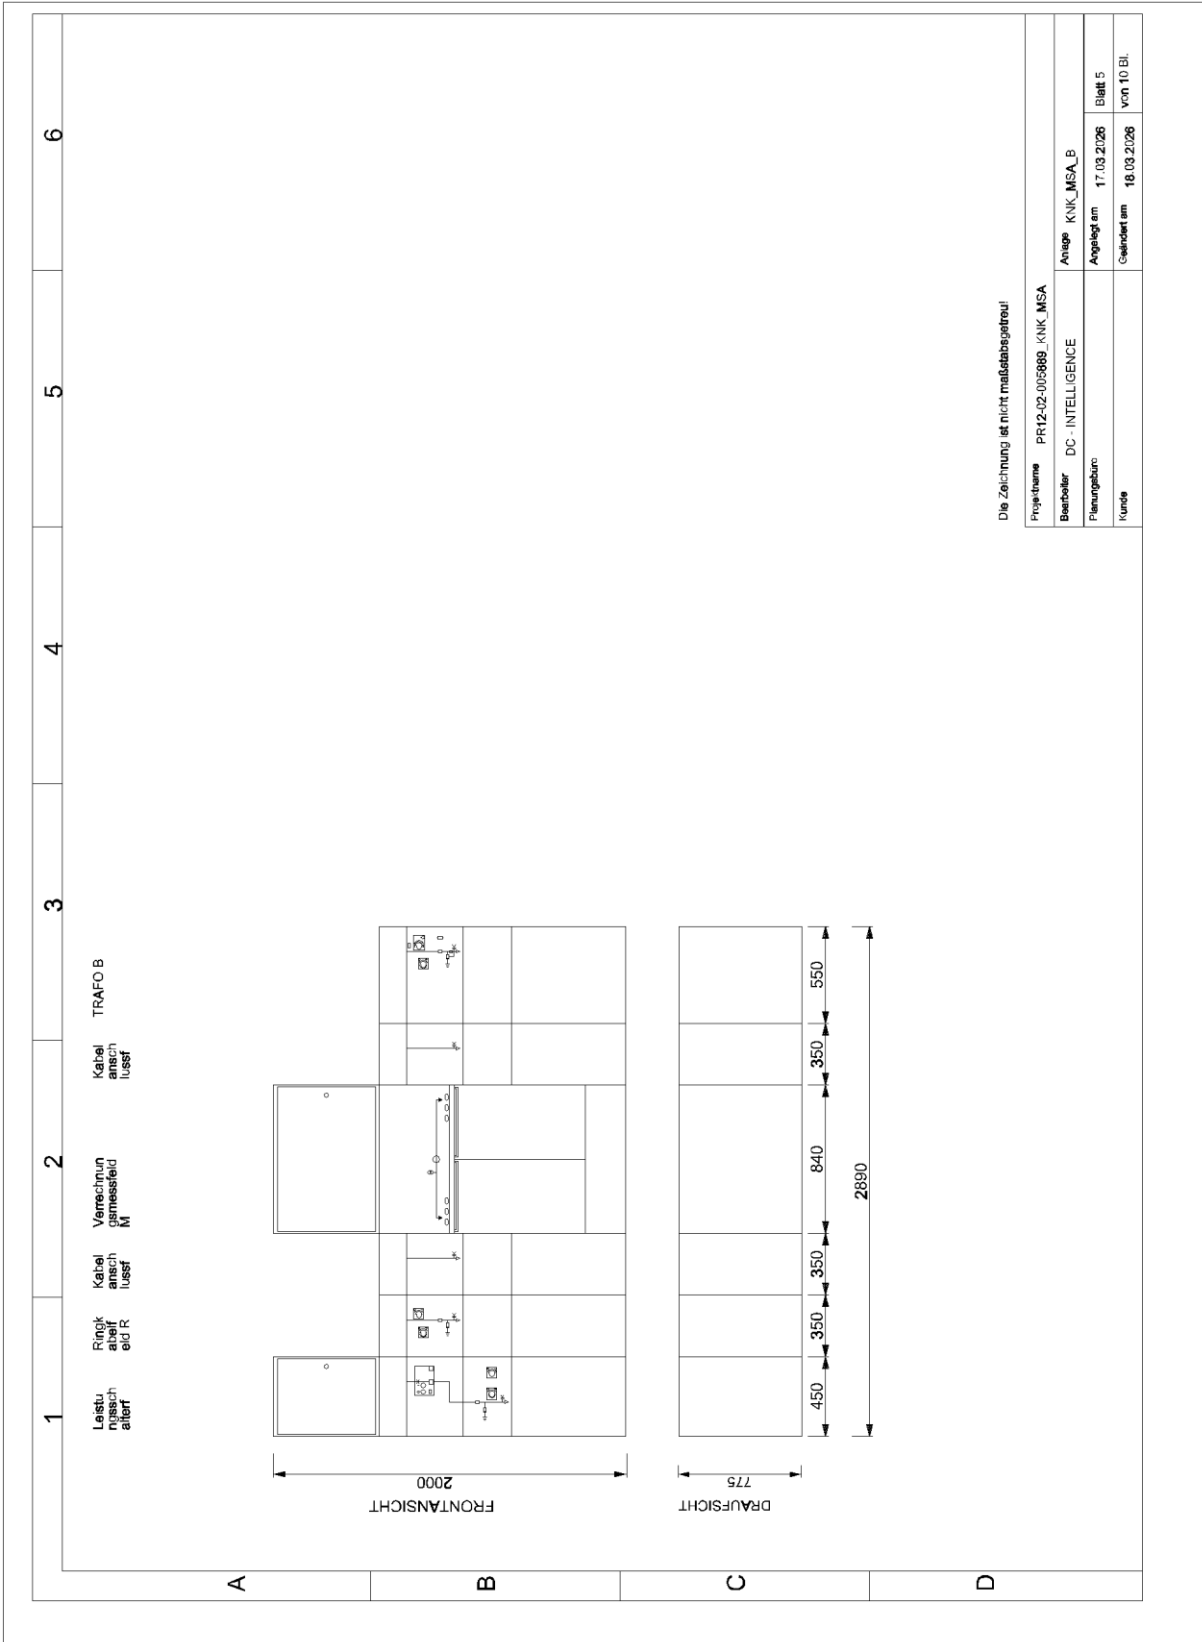 1
2
3
4
5
6
A
B
C
D
Leistu
ngssch
alterf
Ringk
abelf
eld R
Kabel
ansch
lussf
Verrechnun
gsmessfeld
M
Kabel
ansch
lussf
TRAFO B
FRONTANSICHT
2000
DRAUFSICHT
775
450
350
350
840
350
550
2890
Die Zeichnung ist nicht maßstabsgetreu!
Projektname PR12-02-005889_KNK_MSA
Bearbeiter DC - INTELLIGENCE
Anlage KNK_MSA_B
Planungsbüro
Angelegt am 17.03.2026
Blatt 5
Kunde
Geändert am 18.03.2026
von 10 Bl.